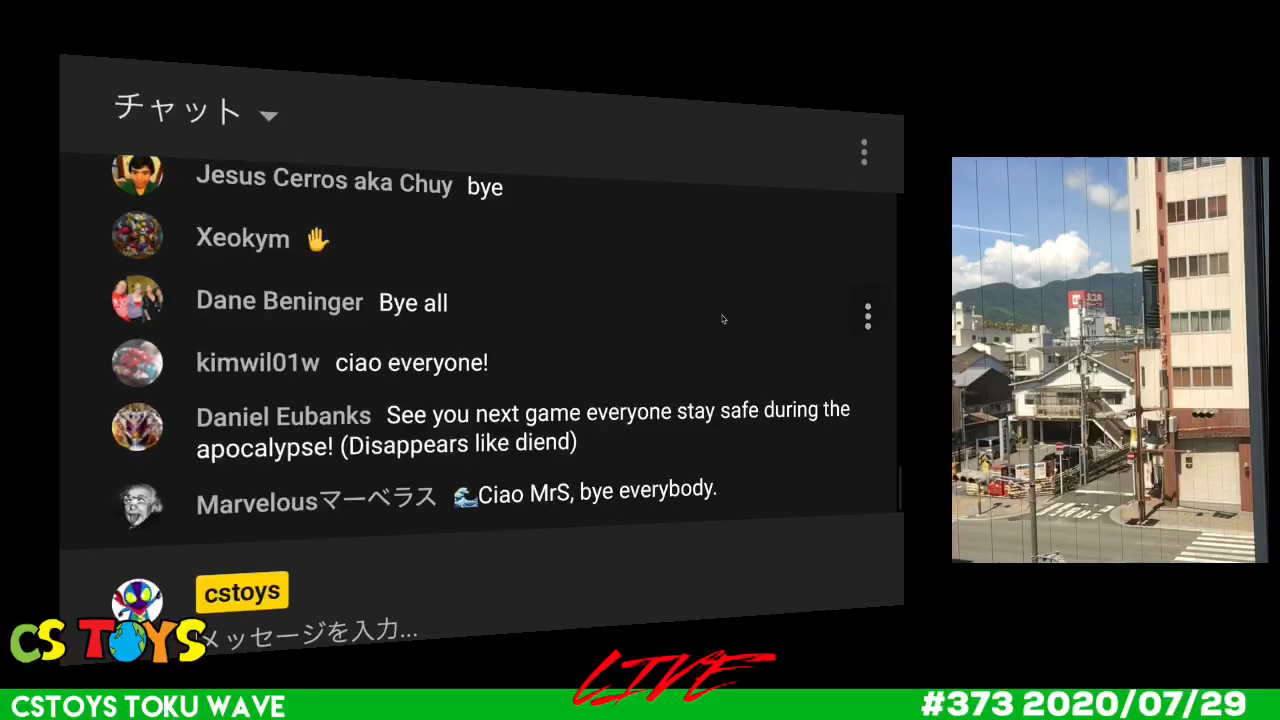 チャット
Jesus Cerros aka Chuy bye
Xeokym 🤚
Dane Beninger Bye all
kimwil01w ciao everyone!
Daniel Eubanks See you next game everyone stay safe during the
apocalypse! (Disappears like diend)
Marvelousマーベラス 🌊Ciao MrS, bye everybody.
cstoys
メッセージを入力...
CS TOYS
LIVE
CSTOYS TOKU WAVE
#373 2020/07/29